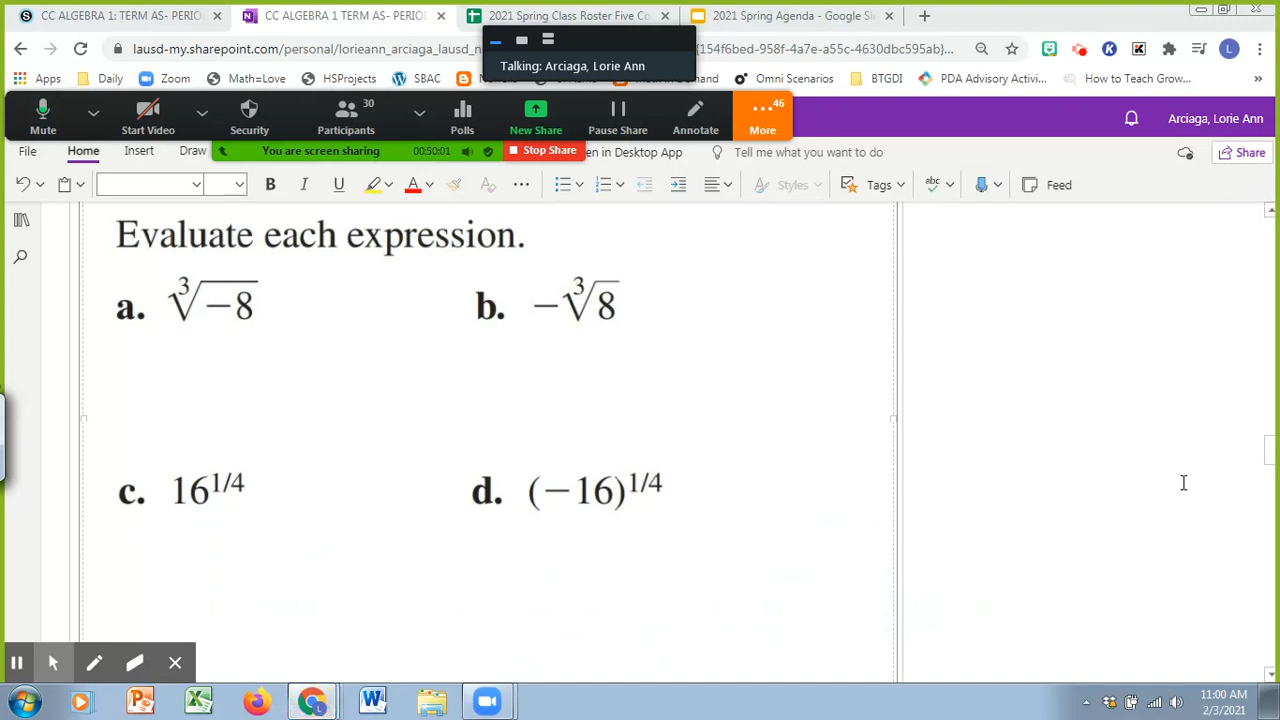 CC ALGEBRA 1: TERM AS- PERIOD
CC ALGEBRA 1 TERM AS- PERIOD
2021 Spring Class Roster Five Co
2021 Spring Agenda - Google Sli
lausd-my.sharepoint.com/personal/lorieann_arciaga_lausd_n
{154f6bed-958f-4a7e-a55c-4630dbc595ab}...
L
Talking: Arciaga, Lorie Ann
Apps
Daily
Zoom
Math=Love
HSProjects
SBAC
Omni Scenarios
BTGDI
PDA Advisory Activi...
How to Teach Grow...
»
30
46
Mute
Start Video
Security
Participants
Polls
New Share
Pause Share
Annotate
More
Arciaga, Lorie Ann
File
Home
Insert
Draw
You are screen sharing
50:50:01
Stop Share
en in Desktop App
Tell me what you want to do
Share
B I U A Styles Tags abc Feed
Evaluate each expression.
a. ∛−8
b. −∛8
c. 16^1/4
d. (−16)^1/4
11:00 AM
2/3/2021